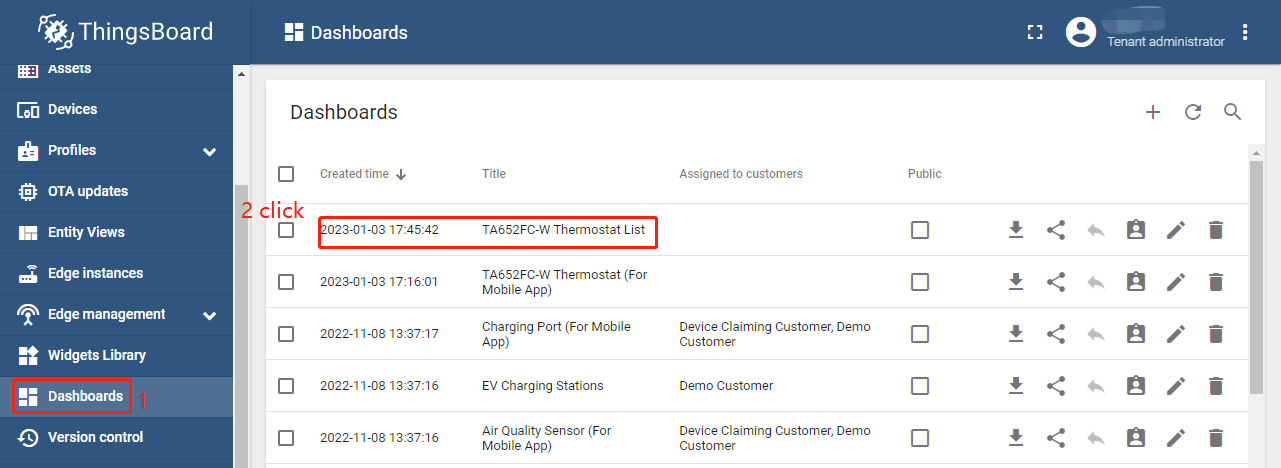 ThingsBoard
Dashboards
Tenant administrator
Assets
Devices
Profiles
OTA updates
Entity Views
Edge instances
Edge management
Widgets Library
Dashboards
1
Version control
Dashboards
Created time
Title
Assigned to customers
Public
2 click
2023-01-03 17:45:42
TA652FC-W Thermostat List
2023-01-03 17:16:01
TA652FC-W Thermostat (For
Mobile App)
2022-11-08 13:37:17
Charging Port (For Mobile
App)
Device Claiming Customer, Demo
Customer
2022-11-08 13:37:16
EV Charging Stations
Demo Customer
2022-11-08 13:37:16
Air Quality Sensor (For
Mobile App)
Device Claiming Customer, Demo
Customer